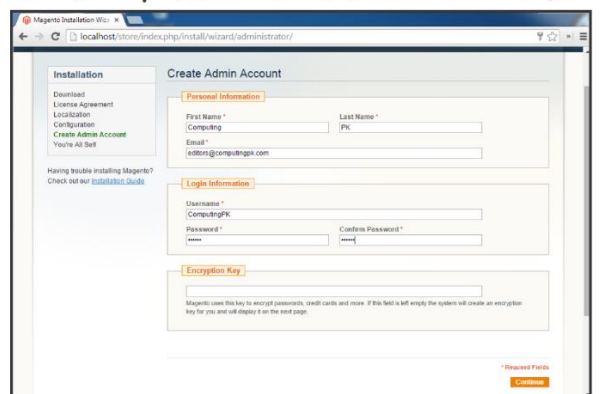 Magento Installation Wiza
localhost/store/index.php/install/wizard/administrator/
Installation
Download
License Agreement
Localization
Configuration
Create Admin Account
You're All Set!
Having trouble installing Magento?
Check out our Installation Guide
Create Admin Account
Personal Information
First Name * Last Name *
Computing PK
Email *
editors@computingpk.com
Login Information
Username *
ComputingPK
Password * Confirm Password *
•••••• ••••••
Encryption Key
Magento uses this key to encrypt passwords, credit cards and more. If this field is left empty the system will create an encryption
key for you and will display it on the next page.
* Required Fields
Continue